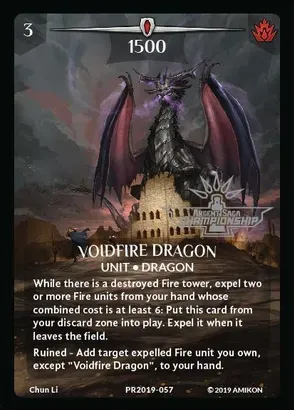 3
1500
ARGENT SAGA
CHAMPIONSHIP
VOIDFIRE DRAGON
UNIT • DRAGON
While there is a destroyed Fire tower, expel two
or more Fire units from your hand whose
combined cost is at least 6: Put this card from
your discard zone into play. Expel it when it
leaves the field.
Ruined - Add target expelled Fire unit you own,
except "Voidfire Dragon", to your hand.
Chun Li
PR2019-057
© 2019 AMIKON